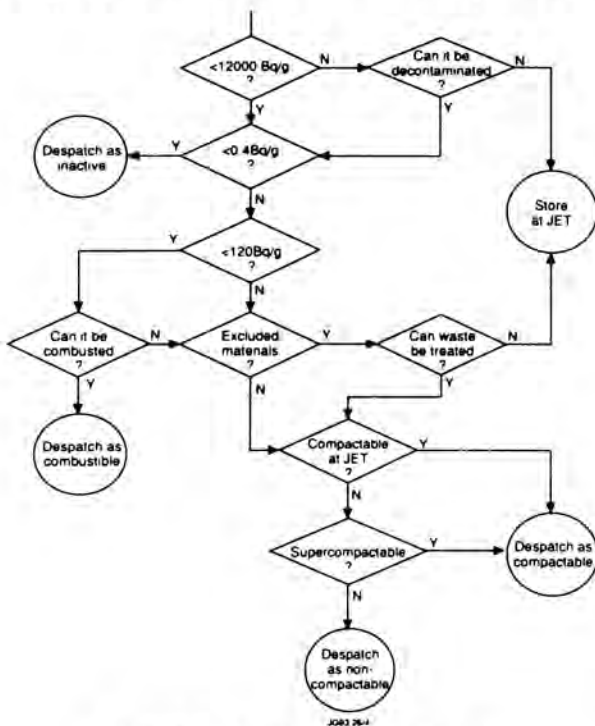 <12000 Bq/g
?
N
Y
Can it be
decontaminated
?
N
Y
Despatch as
inactive
Y
<0.4Bq/g
?
N
Store
at JET
Y
<120Bq/g
?
N
Can it be
combusted
?
N
Y
Excluded
materials
?
Y
N
Can waste
be treated
?
N
Y
Despatch as
combustible
Compactable
at JET
?
Y
N
Supercompactable
?
Y
N
Despatch as
compactable
Despatch
as non-
compactable